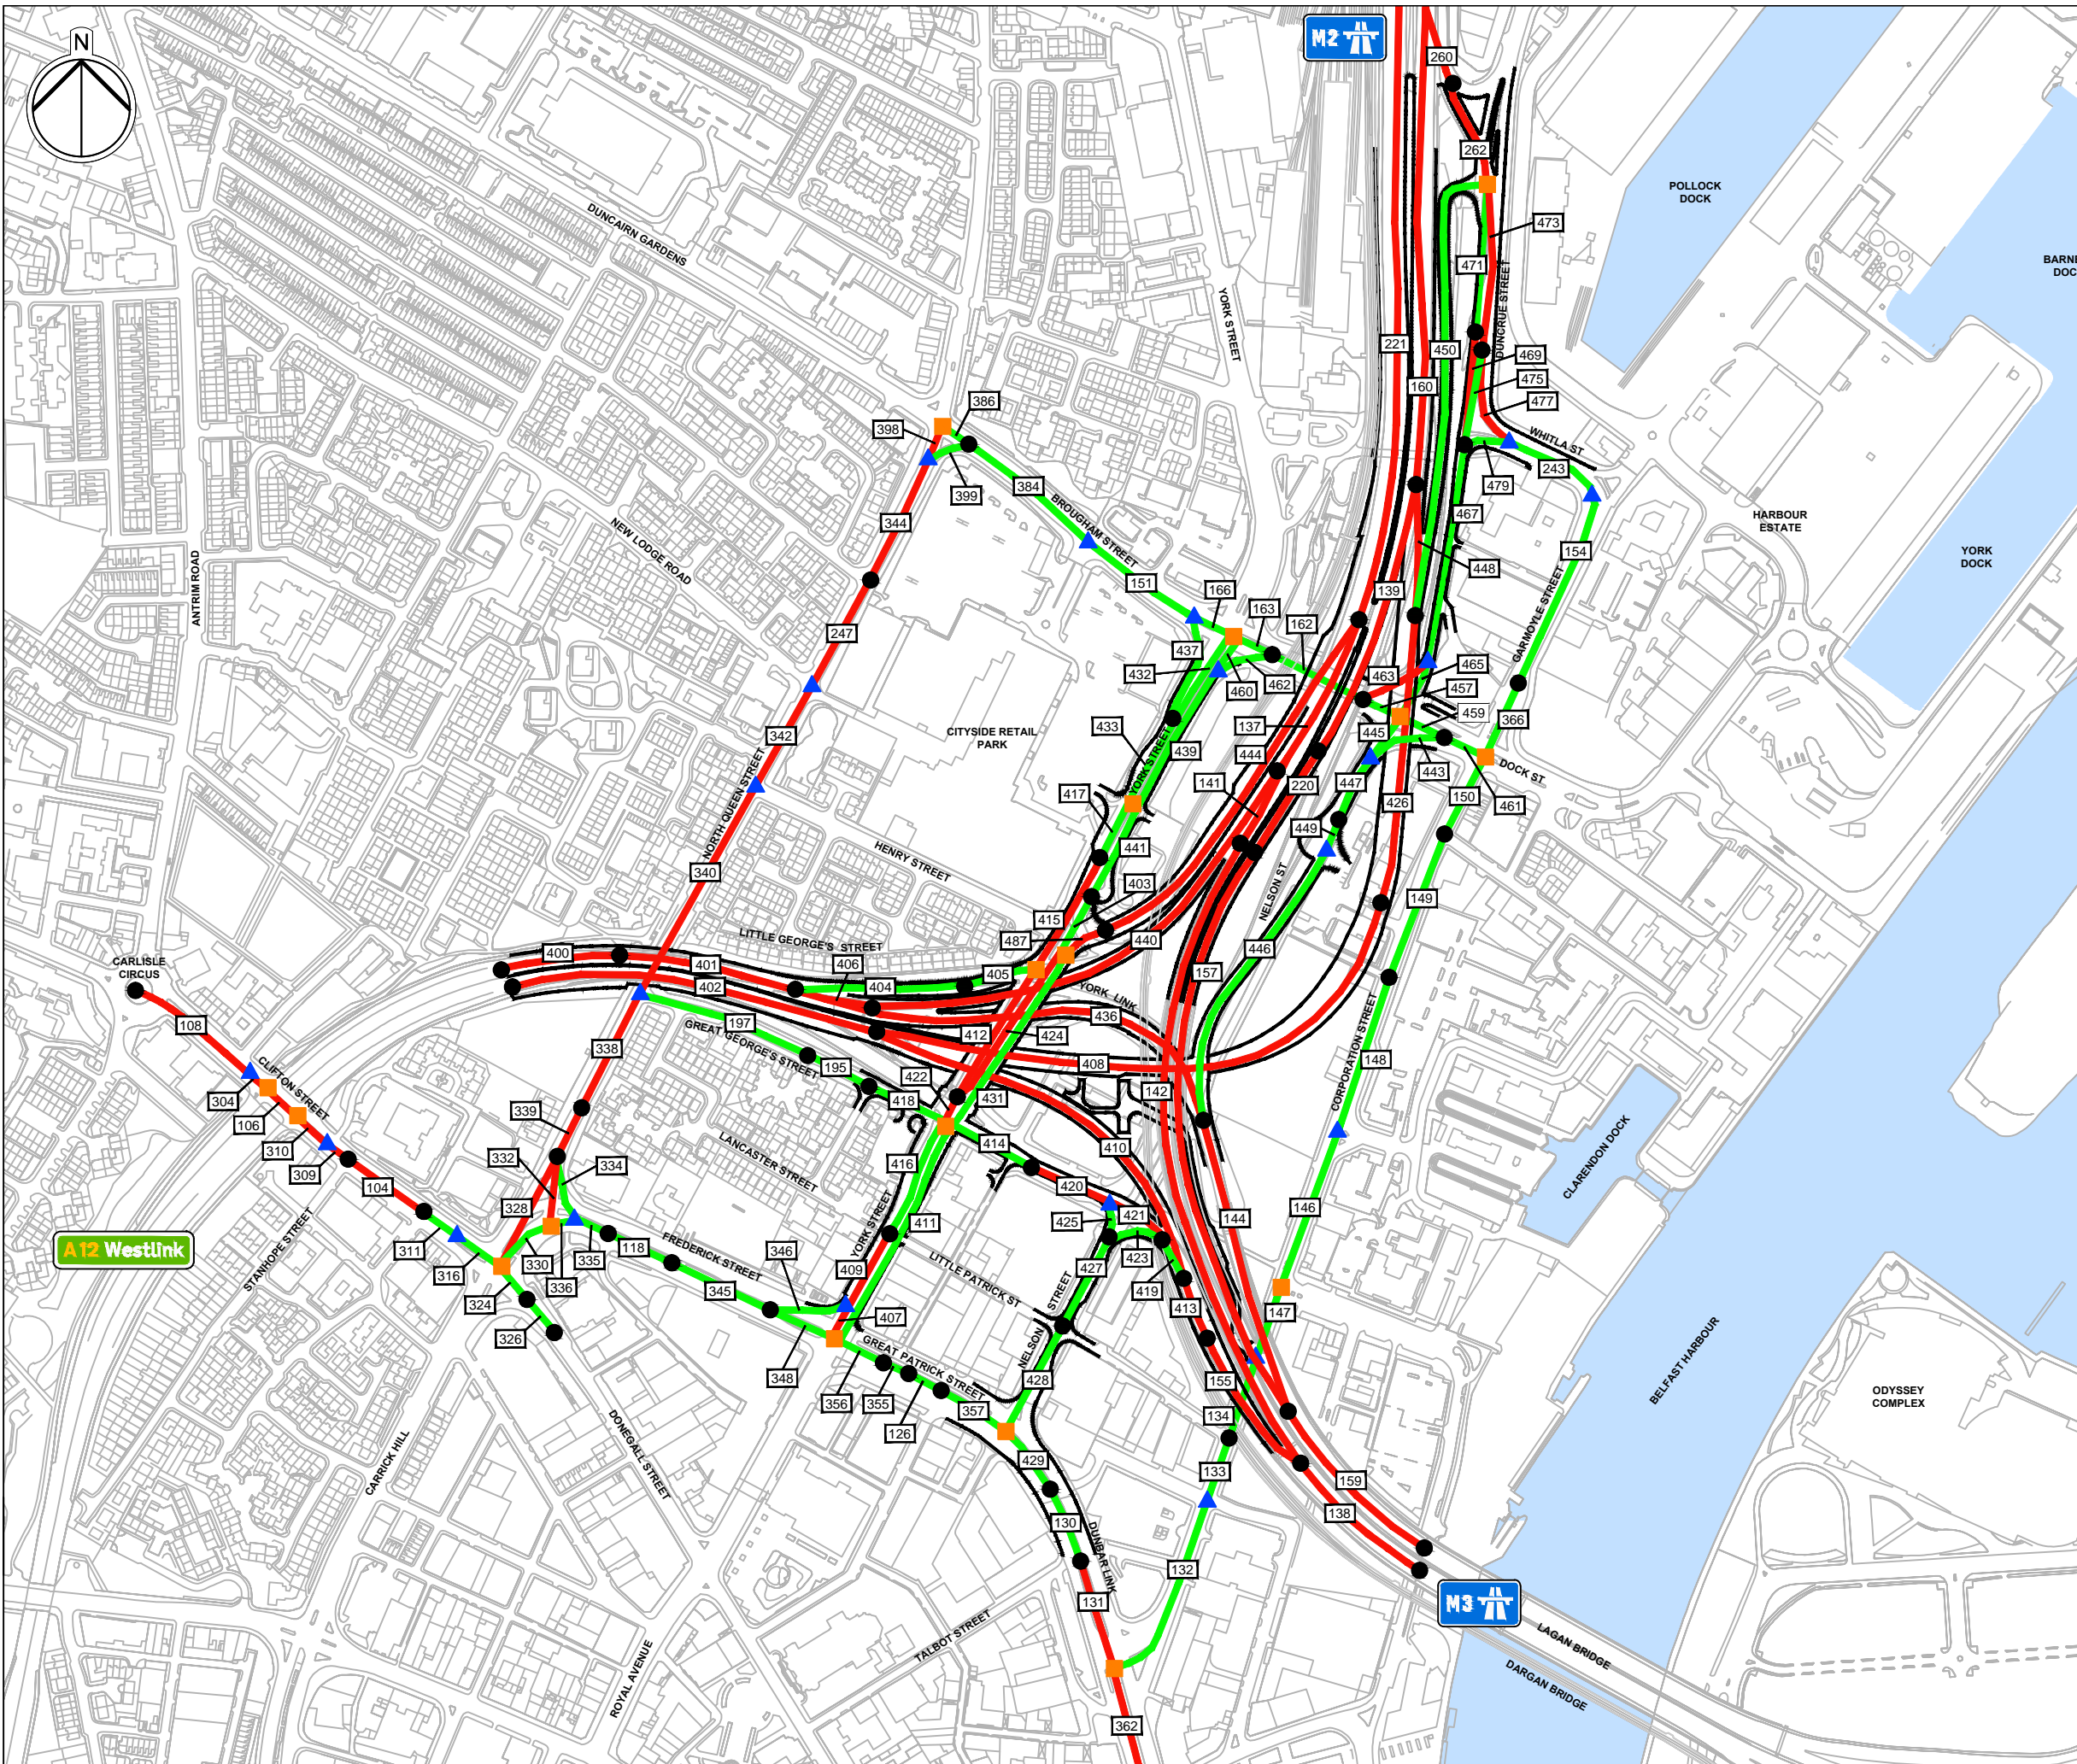 N
M2
260
262
POLLOCK
DOCK
BARNE
DOC
DUNCAIRN GARDENS
473
471
DUNCRUE STREET
YORK STREET
221
450
469
160
475
477
386
398
WHITLA ST
243
384
399
479
BROUGHAM STREET
467
344
NEW LODGE ROAD
HARBOUR
ESTATE
YORK
DOCK
154
448
ANTRIM ROAD
151
166
163
139
162
GARMOYLE STREET
247
437
432
463
465
460
462
457
459
366
433
137
445
342
CITYSIDE RETAIL
PARK
YORK STREET
439
444
443
DOCK ST
NORTH QUEEN STREET
417
141
220
447
150
461
426
449
441
HENRY STREET
340
403
NELSON ST
149
415
487
440
446
LITTLE GEORGE'S STREET
400
401
406
CARLISLE
CIRCUS
405
157
404
402
YORK LINK
108
197
436
GREAT GEORGE'S STREET
412
424
CORPORATION STREET
338
CLIFTON STREET
195
408
148
422
304
142
431
418
339
106
CLARENDON DOCK
310
LANCASTER STREET
414
410
332
334
416
309
104
420
146
328
STANHOPE STREET
421
144
425
YORK STREET
411
A12 Westlink
311
118
FREDERICK STREET
346
423
335
LITTLE PATRICK ST
330
427
316
336
409
345
419
324
STREET
413
147
407
326
GREAT PATRICK STREET
NELSON
BELFAST HARBOUR
348
428
155
356
355
357
ODYSSEY
COMPLEX
134
126
DONEGALL STREET
CARRICK HILL
429
133
159
138
130
DUNBAR LINK
132
131
M3
TALBOT STREET
LAGAN BRIDGE
ROYAL AVENUE
DARGAN BRIDGE
362